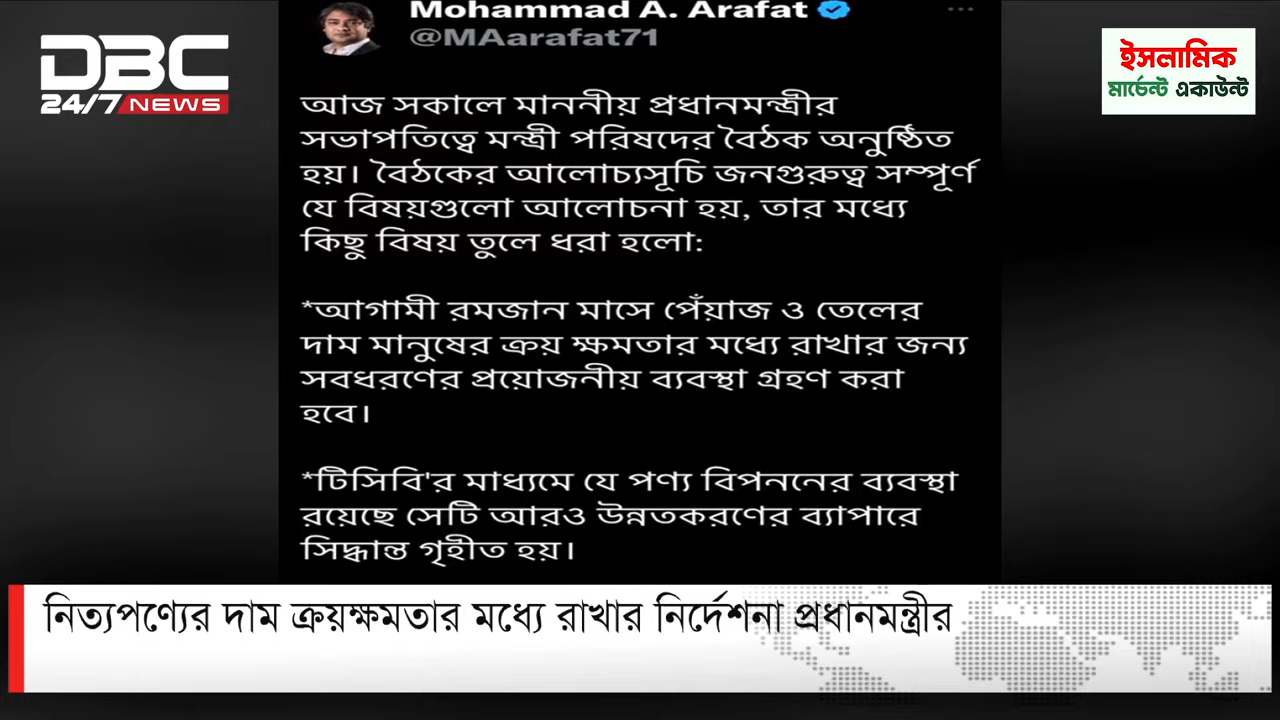 Mohammad A. Arafat
@MAarafat71
DBC
24/7 NEWS
ইসলামিক
মার্চেন্ট একাউন্ট
আজ সকালে মাননীয় প্রধানমন্ত্রীর
সভাপতিত্বে মন্ত্রী পরিষদের বৈঠক অনুষ্ঠিত
হয়। বৈঠকের আলোচ্যসূচি জনগুরুত্ব সম্পূর্ণ
যে বিষয়গুলো আলোচনা হয়, তার মধ্যে
কিছু বিষয় তুলে ধরা হলো:
*আগামী রমজান মাসে পেঁয়াজ ও তেলের
দাম মানুষের ক্রয় ক্ষমতার মধ্যে রাখার জন্য
সবধরণের প্রয়োজনীয় ব্যবস্থা গ্রহণ করা
হবে।
*টিসিবি'র মাধ্যমে যে পণ্য বিপননের ব্যবস্থা
রয়েছে সেটি আরও উন্নতকরণের ব্যাপারে
সিদ্ধান্ত গৃহীত হয়।
নিত্যপণ্যের দাম ক্রয়ক্ষমতার মধ্যে রাখার নির্দেশনা প্রধানমন্ত্রীর